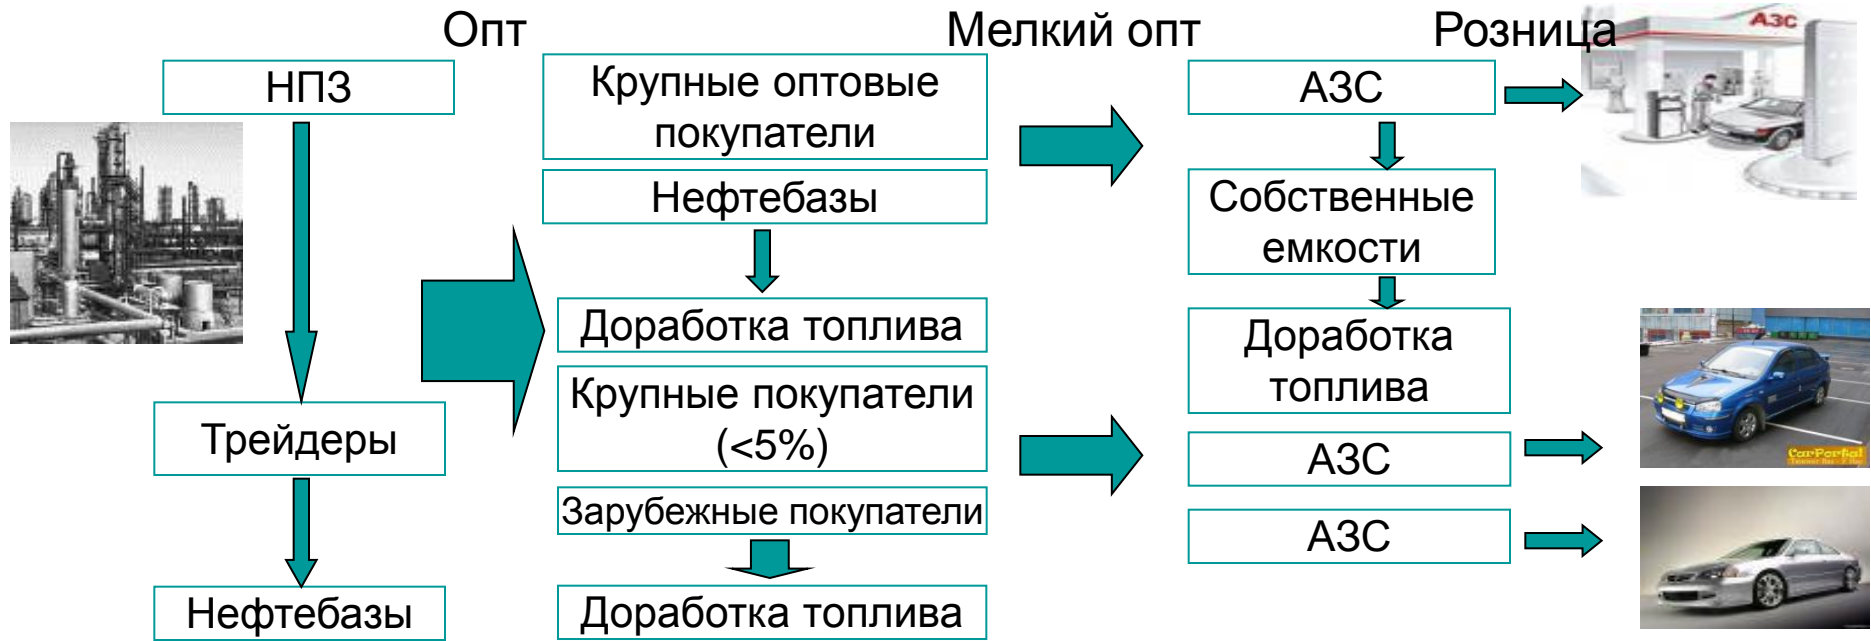 Опт
Мелкий опт
Розница
НПЗ
Трейдеры
Нефтебазы
Крупные оптовые
покупатели
Нефтебазы
Доработка топлива
Крупные покупатели
(<5%)
Зарубежные покупатели
Доработка топлива
АЗС
Собственные
емкости
Доработка
топлива
АЗС
АЗС
АЗС
CarPortal